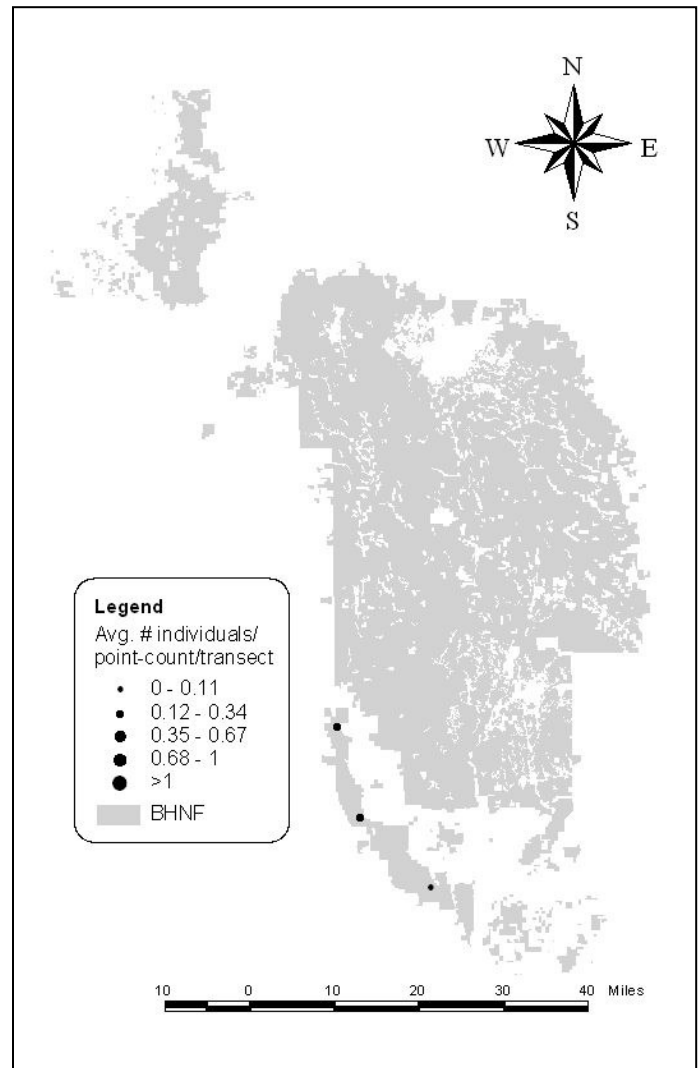 N
W E
S
Legend
Avg. # individuals/
point-count/transect
0 - 0.11
0.12 - 0.34
0.35 - 0.67
0.68 - 1
>1
BHNF
10 0 10 20 30 40 Miles